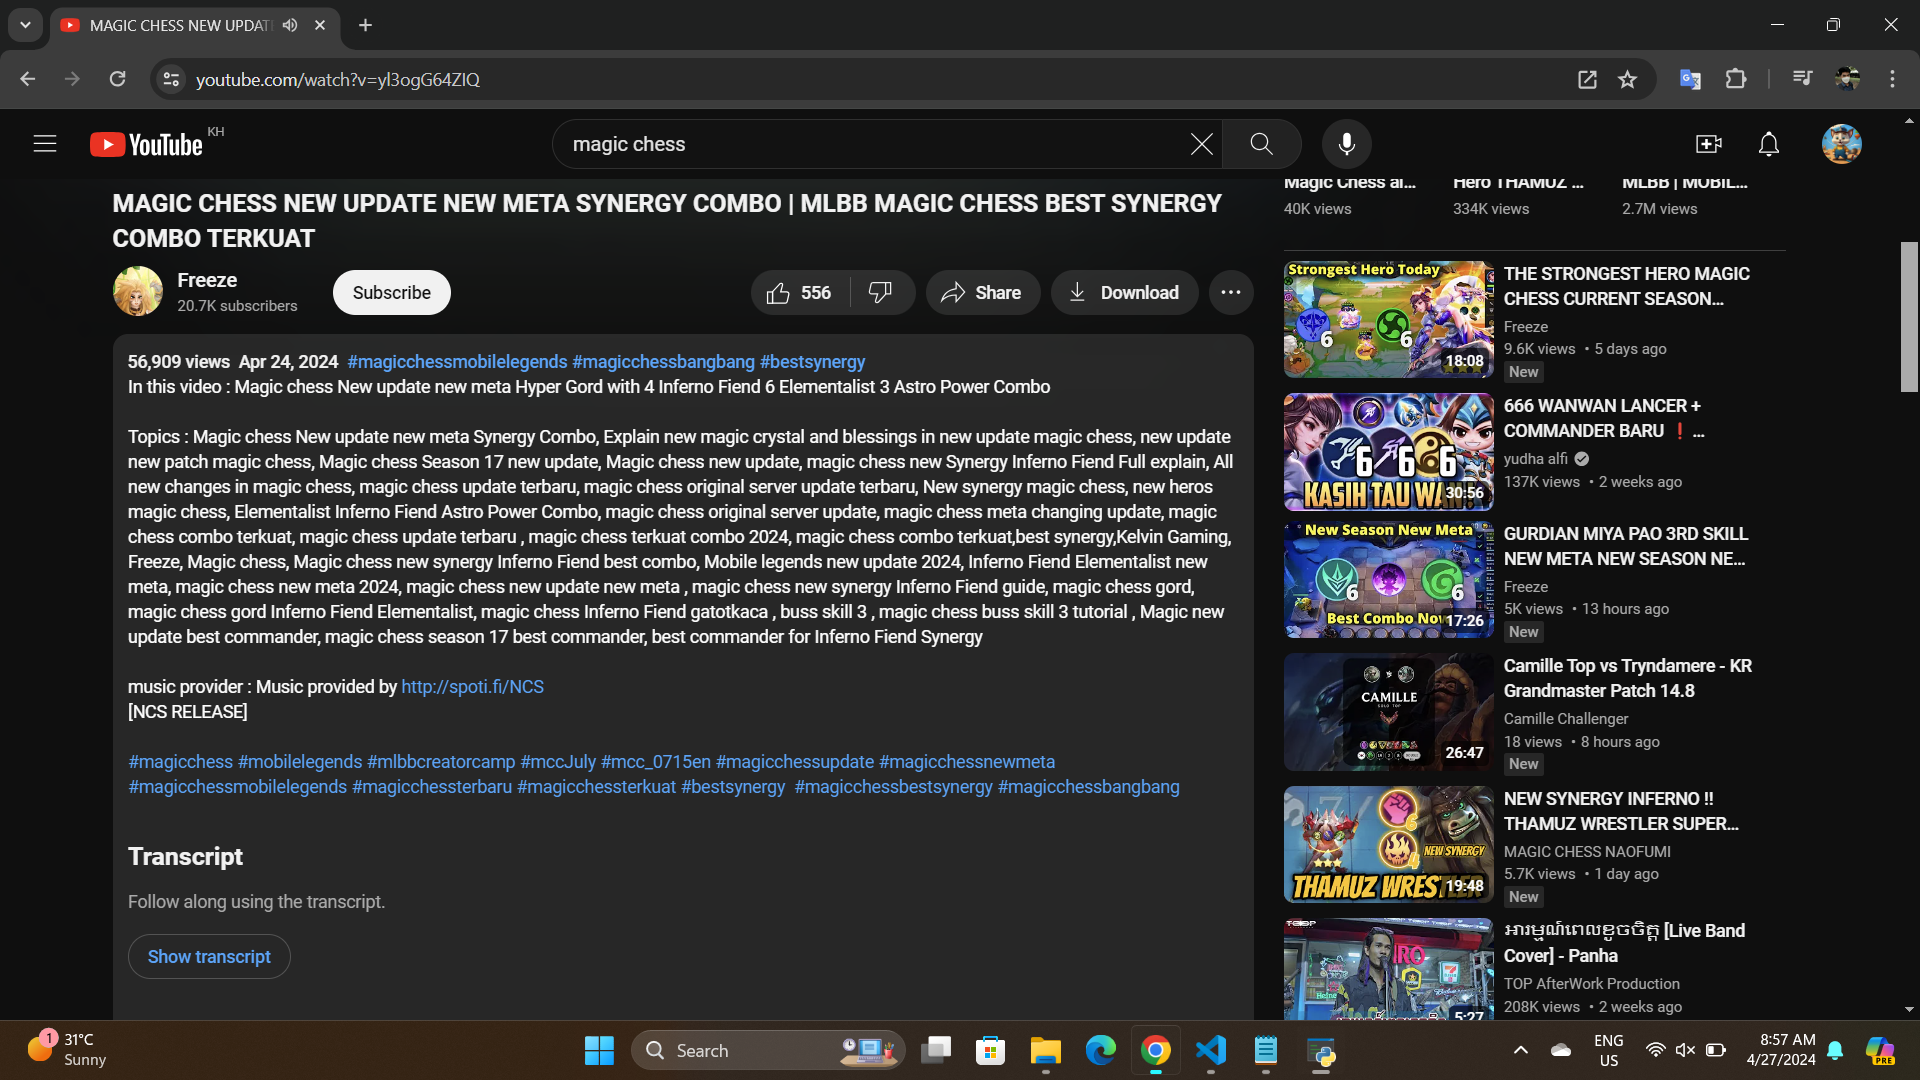 MAGIC CHESS NEW UPDAT
youtube.com/watch?v=yl3ogG64ZIQ
YouTube KH
magic chess
MAGIC CHESS NEW UPDATE NEW META SYNERGY COMBO | MLBB MAGIC CHESS BEST SYNERGY
COMBO TERKUAT
Freeze
20.7K subscribers
Subscribe
556
Share
Download
56,909 views Apr 24, 2024 #magicchessmobilelegends #magicchessbangbang #bestsynergy
In this video : Magic chess New update new meta Hyper Gord with 4 Inferno Fiend 6 Elementalist 3 Astro Power Combo
Topics : Magic chess New update new meta Synergy Combo, Explain new magic crystal and blessings in new update magic chess, new update
new patch magic chess, Magic chess Season 17 new update, Magic chess new update, magic chess new Synergy Inferno Fiend Full explain, All
new changes in magic chess, magic chess update terbaru, magic chess original server update terbaru, New synergy magic chess, new heros
magic chess, Elementalist Inferno Fiend Astro Power Combo, magic chess original server update, magic chess meta changing update, magic
chess combo terkuat, magic chess update terbaru , magic chess terkuat combo 2024, magic chess combo terkuat,best synergy,Kelvin Gaming,
Freeze, Magic chess, Magic chess new synergy Inferno Fiend best combo, Mobile legends new update 2024, Inferno Fiend Elementalist new
meta, magic chess new meta 2024, magic chess new update new meta , magic chess new synergy Inferno Fiend guide, magic chess gord,
magic chess gord Inferno Fiend Elementalist, magic chess Inferno Fiend gatotkaca , buss skill 3 , magic chess buss skill 3 tutorial , Magic new
update best commander, magic chess season 17 best commander, best commander for Inferno Fiend Synergy
music provider : Music provided by http://spoti.fi/NCS
[NCS RELEASE]
#magicchess #mobilelegends #mlbbcreatorcamp #mccJuly #mcc_0715en #magicchessupdate #magicchessnewmeta
#magicchessmobilelegends #magicchessterbaru #magicchessterkuat #bestsynergy #magicchessbestsynergy #magicchessbangbang
Transcript
Follow along using the transcript.
Show transcript
Magic Chess al...
40K views
Hero THAMUZ ...
334K views
MLBB | MOBIL...
2.7M views
Strongest Hero Today
6
6
18:08
THE STRONGEST HERO MAGIC
CHESS CURRENT SEASON...
Freeze
9.6K views • 5 days ago
New
6 6 6
KASIH TAU WAN
30:56
666 WANWAN LANCER +
COMMANDER BARU ❗ ...
yudha alfi
137K views • 2 weeks ago
New Season New Meta
6
6
Best Combo Now
17:26
GURDIAN MIYA PAO 3RD SKILL
NEW META NEW SEASON NE...
Freeze
5K views • 13 hours ago
New
CAMILLE
26:47
Camille Top vs Tryndamere - KR
Grandmaster Patch 14.8
Camille Challenger
18 views • 8 hours ago
New
6
4
NEW SYNERGY
THAMUZ WREST
19:48
NEW SYNERGY INFERNO !!
THAMUZ WRESTLER SUPER...
MAGIC CHESS NAOFUMI
5.7K views • 1 day ago
New
5:27
អារម្មណ៍ពេលខូចចិត្ត [Live Band
Cover] - Panha
TOP AfterWork Production
208K views • 2 weeks ago
1
31°C
Sunny
Search
PRE
ENG
US
8:57 AM
4/27/2024